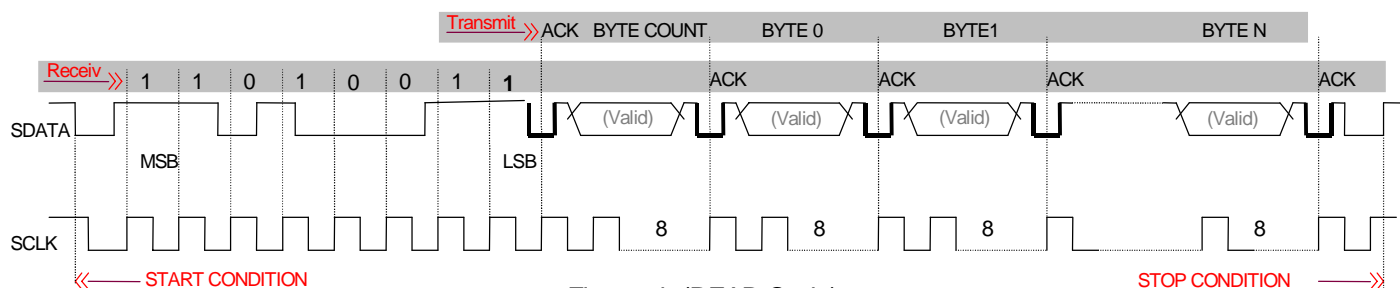 Transmit ACK BYTE COUNT BYTE 0 BYTE1 BYTE N
Receiv 1 1 0 1 0 0 1 1 ACK ACK ACK ACK
SDATA (Valid) (Valid) (Valid) (Valid)
MSB LSB
SCLK 8 8 8 8
START CONDITION STOP CONDITION